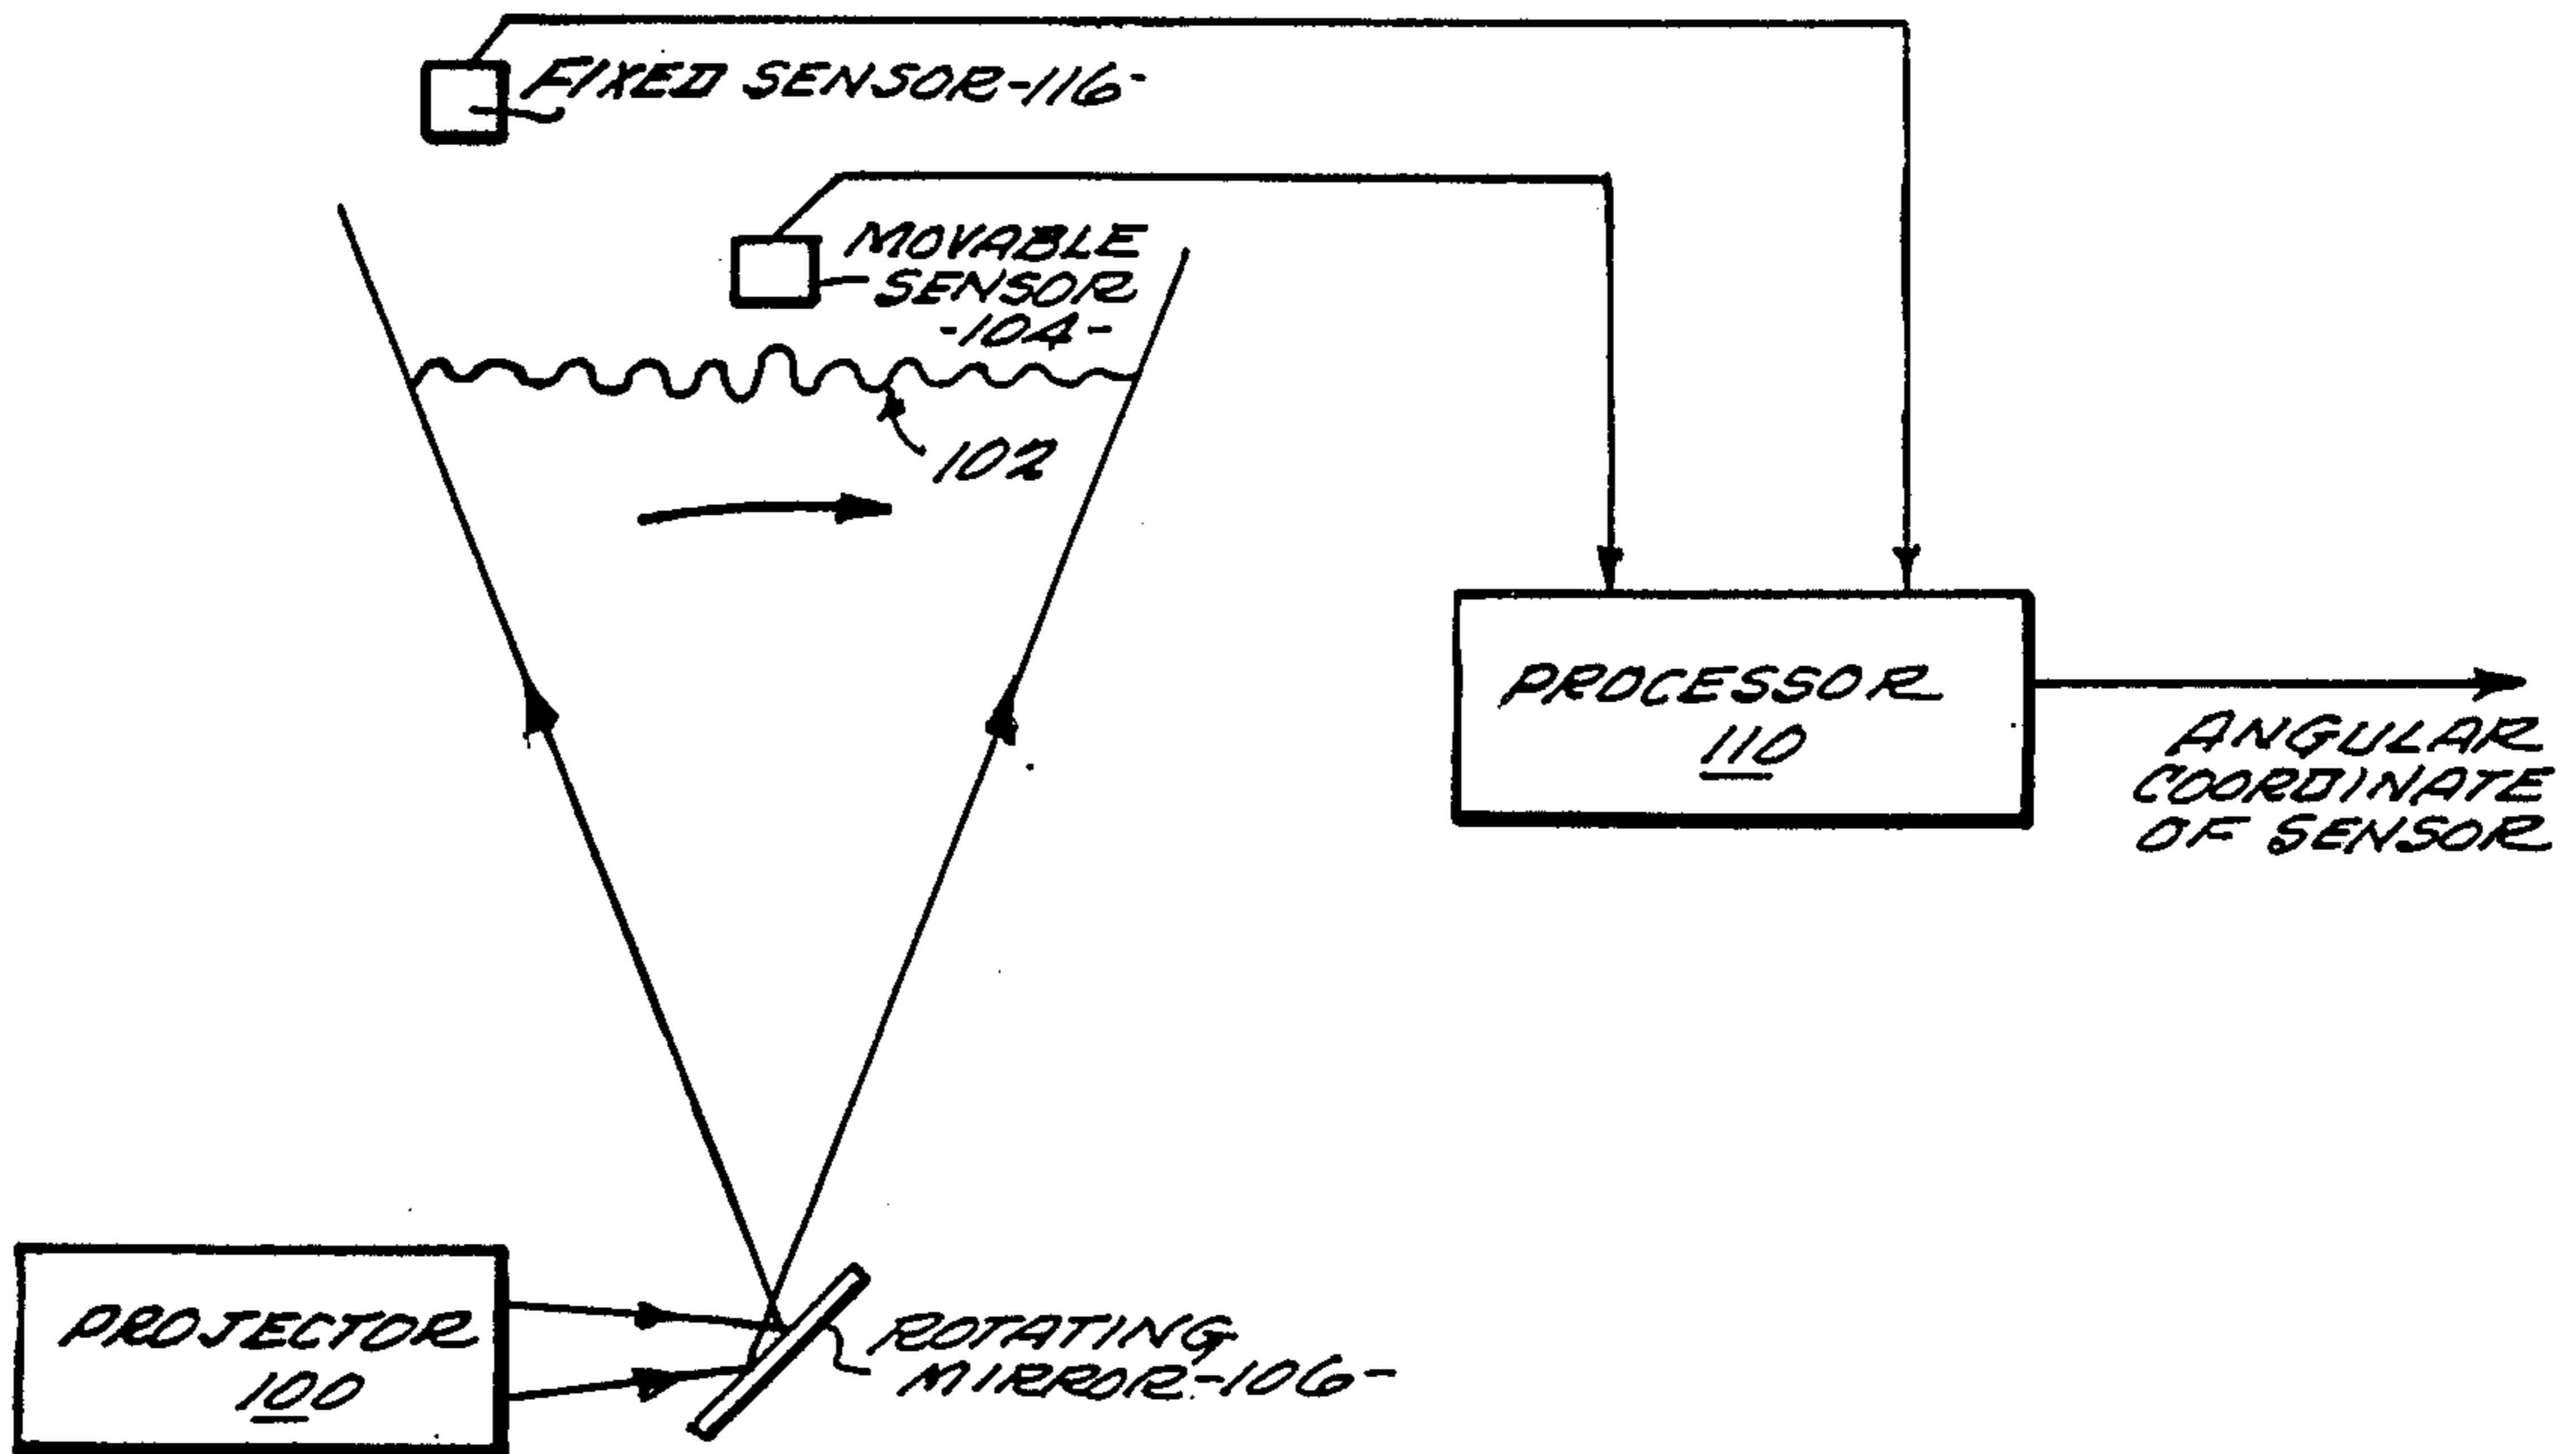 FIXED SENSOR-116-
MOVABLE
SENSOR
-104-
102
PROCESSOR
110
ANGULAR
COORDINATE
OF SENSOR
PROJECTOR
100
ROTATING
MIRROR-106-